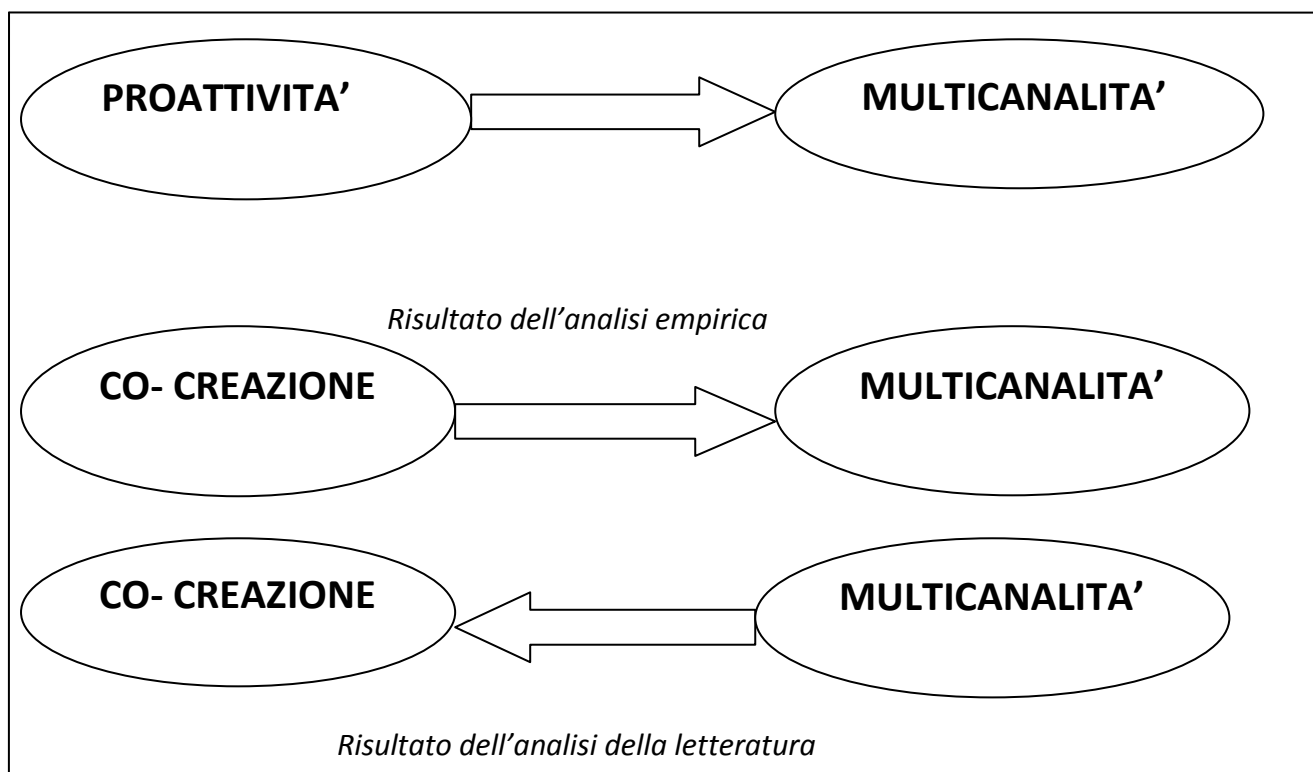 PROATTIVITA’ MULTICANALITA’
Risultato dell’analisi empirica
CO- CREAZIONE MULTICANALITA’
CO- CREAZIONE MULTICANALITA’
Risultato dell’analisi della letteratura